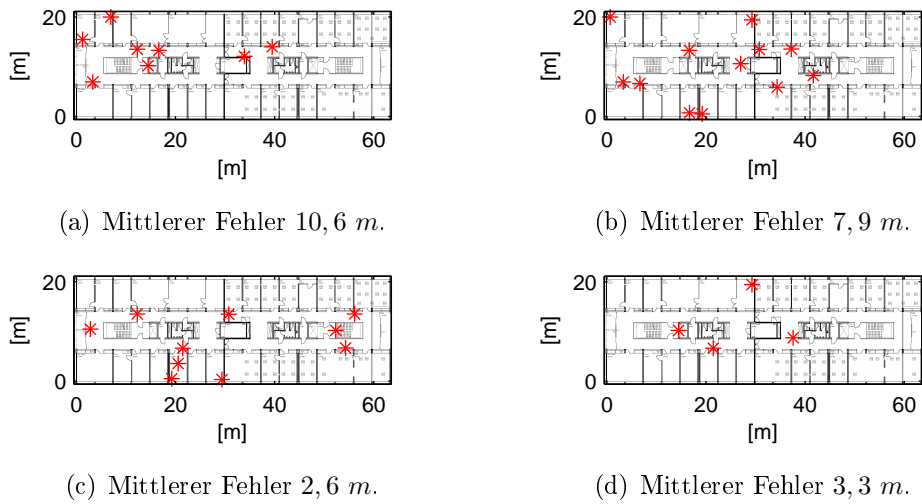 20
[m]
0
0 20 40 60
[m]
(a) Mittlerer Fehler 10, 6 m.
20
[m]
0
0 20 40 60
[m]
(b) Mittlerer Fehler 7, 9 m.
20
[m]
0
0 20 40 60
[m]
(c) Mittlerer Fehler 2, 6 m.
20
[m]
0
0 20 40 60
[m]
(d) Mittlerer Fehler 3, 3 m.